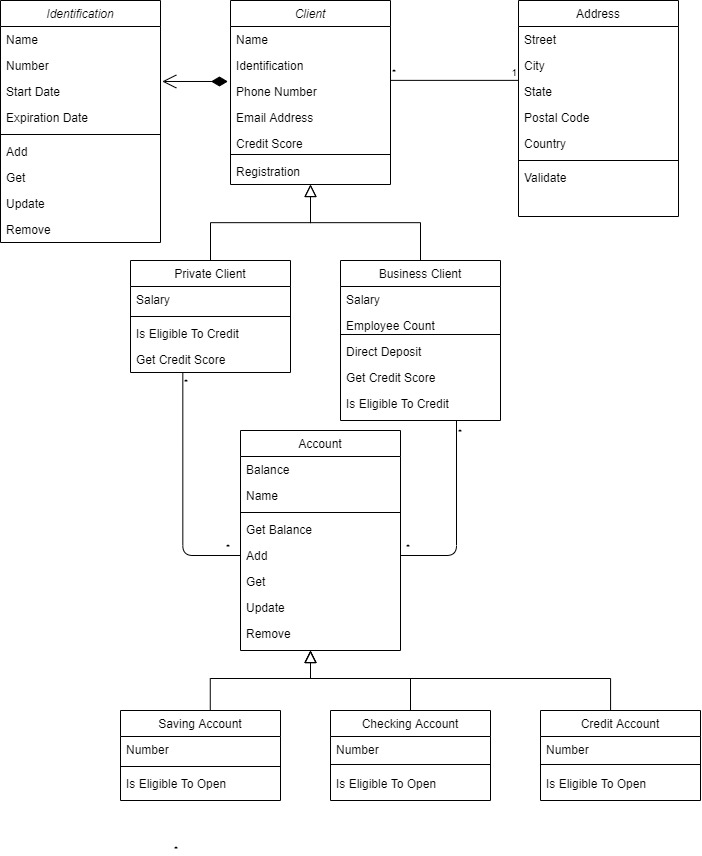 Identification
Name
Number
Start Date
Expiration Date
Add
Get
Update
Remove
Client
Name
Identification
Phone Number
Email Address
Credit Score
Registration
*
1
Address
Street
City
State
Postal Code
Country
Validate
Private Client
Salary
Is Eligible To Credit
Get Credit Score
*
Business Client
Salary
Employee Count
Direct Deposit
Get Credit Score
Is Eligible To Credit
*
Account
Balance
Name
Get Balance
Add
Get
Update
Remove
*
*
Saving Account
Number
Is Eligible To Open
Checking Account
Number
Is Eligible To Open
Credit Account
Number
Is Eligible To Open
*